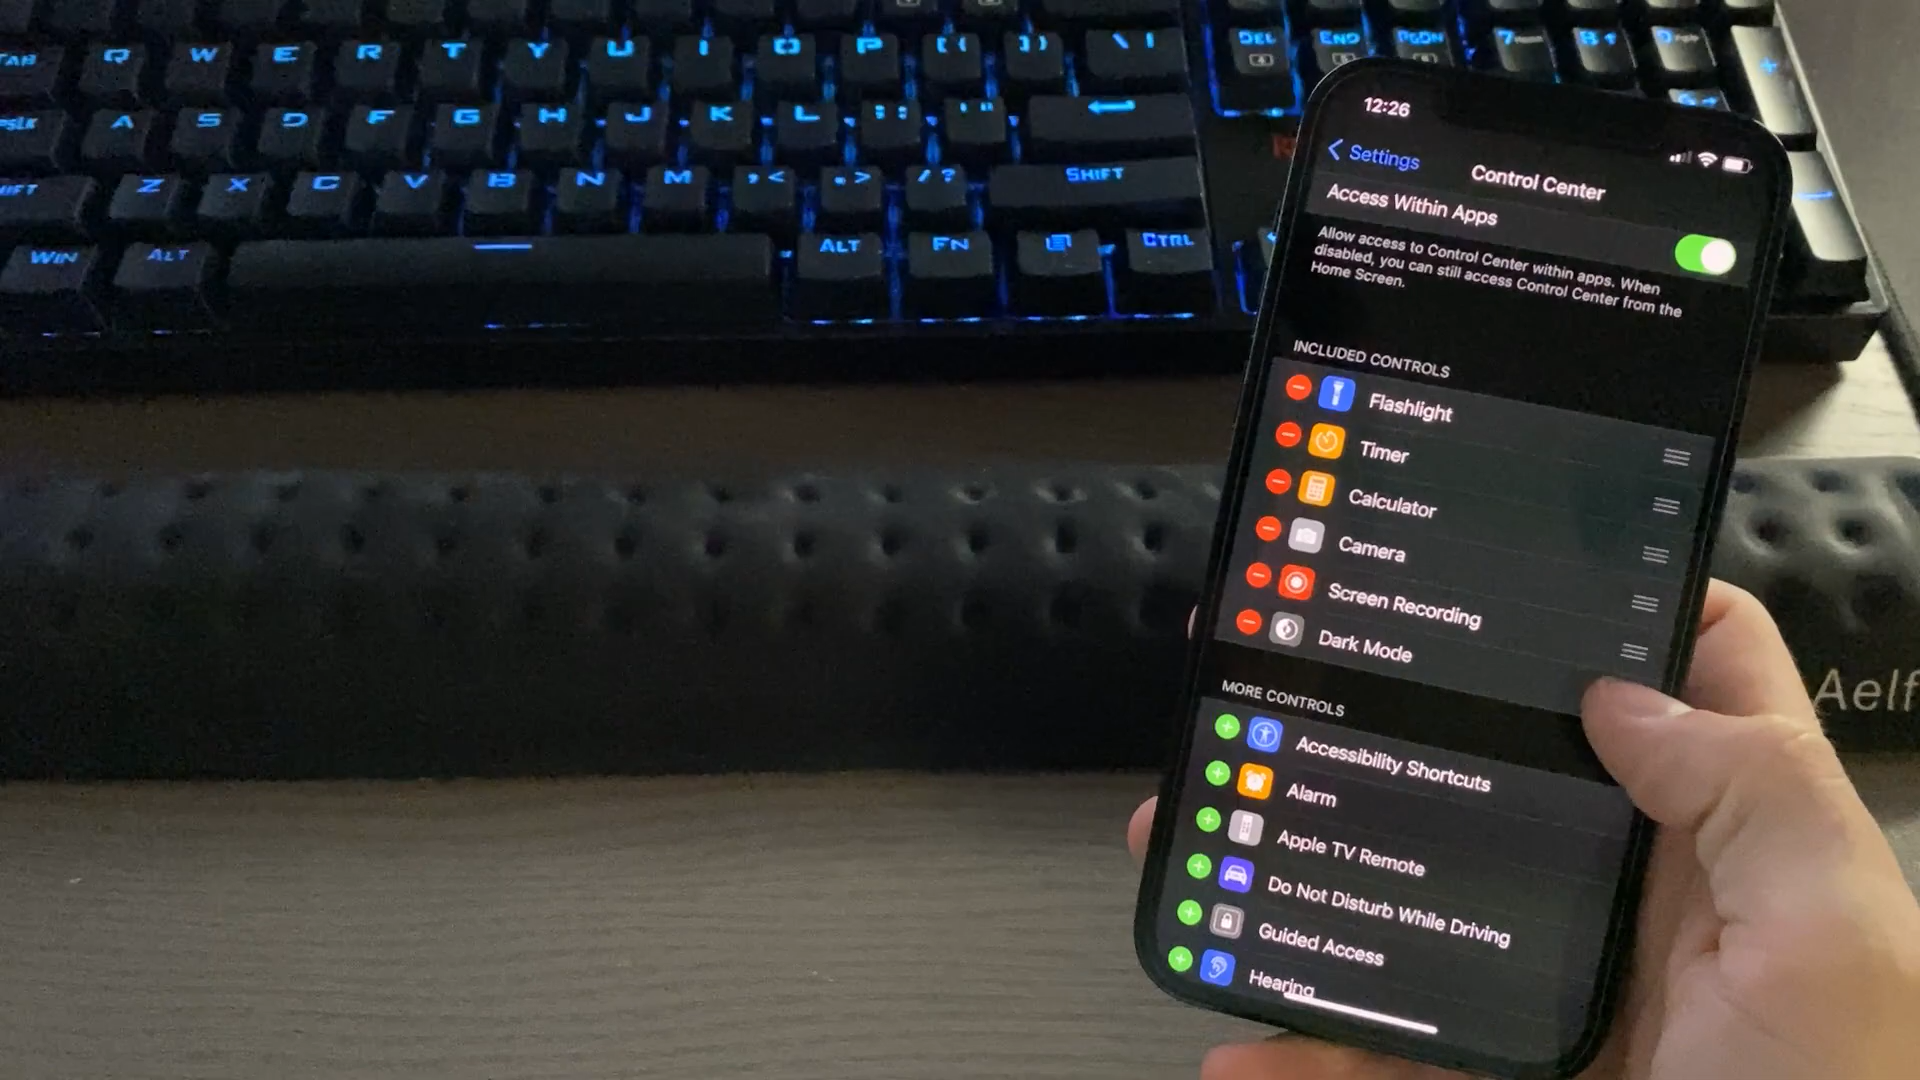 TAB Q W E R T Y U I O P [ { ] } \ |
A S D F G H J K L ; : ' "
Z X C V B N M , < . > / ? SHIFT
WIN ALT ALT FN CTRL
DEL END PGDN 7 8
12:26
Settings
Control Center
Access Within Apps
Allow access to Control Center within apps. When
disabled, you can still access Control Center from the
Home Screen.
INCLUDED CONTROLS
Flashlight
Timer
Calculator
Camera
Screen Recording
Dark Mode
MORE CONTROLS
Accessibility Shortcuts
Alarm
Apple TV Remote
Do Not Disturb While Driving
Guided Access
Hearing
Aelf